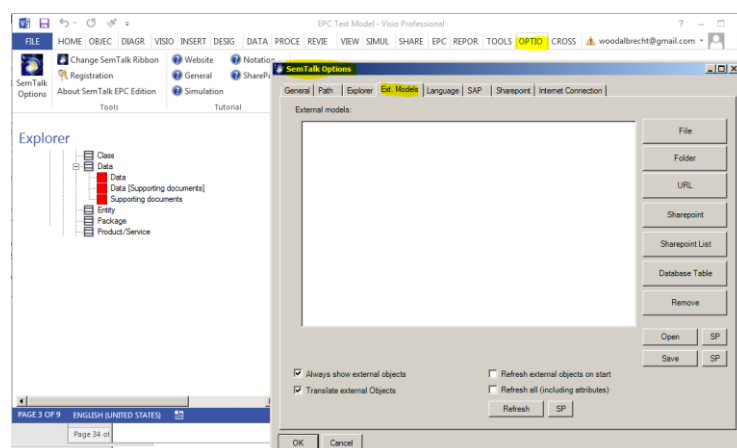 EPC Test Model - Visio Professional
FILE HOME OBJEC DIAGR VISIO INSERT DESIG DATA PROCE REVIE VIEW SIMUL SHARE EPC REPOR TOOLS OPTIO CROSS woodalbrecht@gmail.com
SemTalk Options
Change SemTalk Ribbon
Registration
About SemTalk EPC Edition
Tools
Website
General
Simulation
Notation
ShareP
Tutorial
Explorer
Class
Data
Data
Data [Supporting documents]
Supporting documents
Entity
Package
Product/Service
SemTalk Options
General Path Explorer Ext. Models Language SAP Sharepoint Internet Connection
External models:
File
Folder
URL
Sharepoint
Sharepoint List
Database Table
Remove
Open SP
Save SP
Always show external objects
Translate external Objects
Refresh external objects on start
Refresh all (including attributes)
Refresh SP
OK Cancel
PAGE 3 OF 9 ENGLISH (UNITED STATES)
Page 34 of